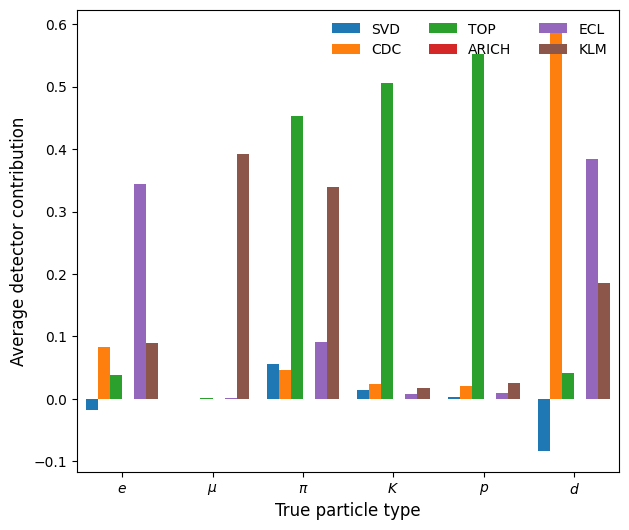 SVD TOP ECL
CDC ARICH KLM
0.6
0.5
0.4
0.3
0.2
0.1
0.0
−0.1
Average detector contribution
e μ π K p d
True particle type